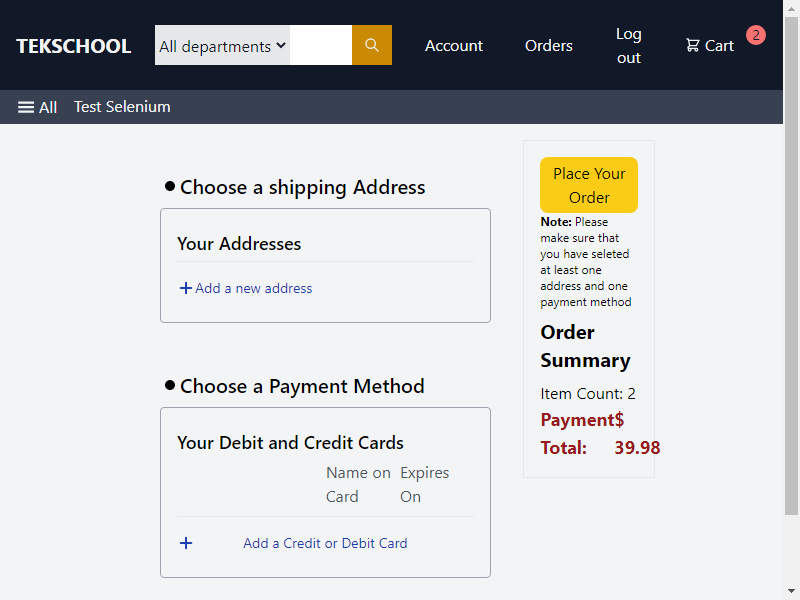 TEKSCHOOL
All departments
Account
Orders
Log
out
Cart
2
All
Test Selenium
Choose a shipping Address
Your Addresses
Add a new address
Choose a Payment Method
Your Debit and Credit Cards
Name on
Card
Expires
On
Add a Credit or Debit Card
Place Your
Order
Note: Please
make sure that
you have seleted
at least one
address and one
payment method
Order
Summary
Item Count: 2
Payment$
Total: 39.98